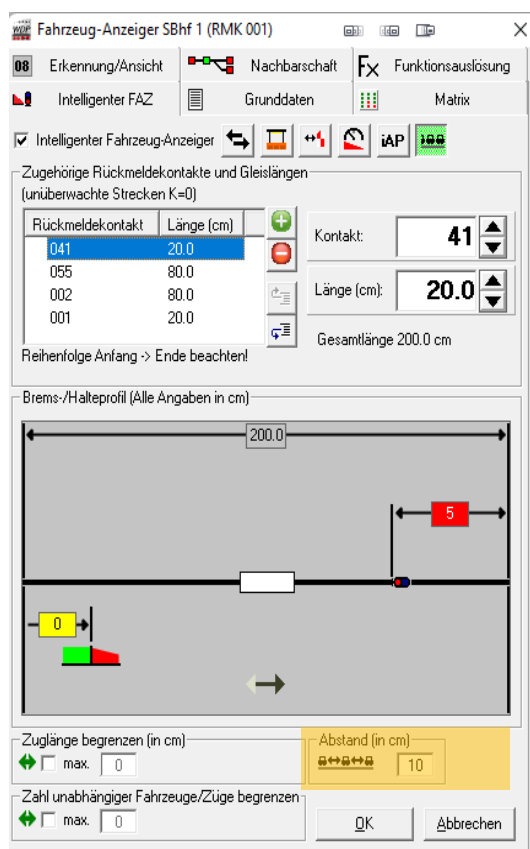 WDP Fahrzeug-Anzeiger SBhf 1 (RMK 001)
08 Erkennung/Ansicht Nachbarschaft Fx Funktionsauslösung
Intelligenter FAZ Grunddaten Matrix
Intelligenter Fahrzeug-Anzeiger iAP
Zugehörige Rückmeldekontakte und Gleislängen
(unüberwachte Strecken K=0)
Rückmeldekontakt Länge (cm)
041 20.0
055 80.0
002 80.0
001 20.0
Kontakt: 41
Länge (cm): 20.0
Gesamtlänge 200.0 cm
Reihenfolge Anfang -> Ende beachten!
Brems-/Halteprofil (Alle Angaben in cm)
200.0
5
0
Zuglänge begrenzen (in cm)
max. 0
Abstand (in cm)
10
Zahl unabhängiger Fahrzeuge/Züge begrenzen
max. 0
OK Abbrechen